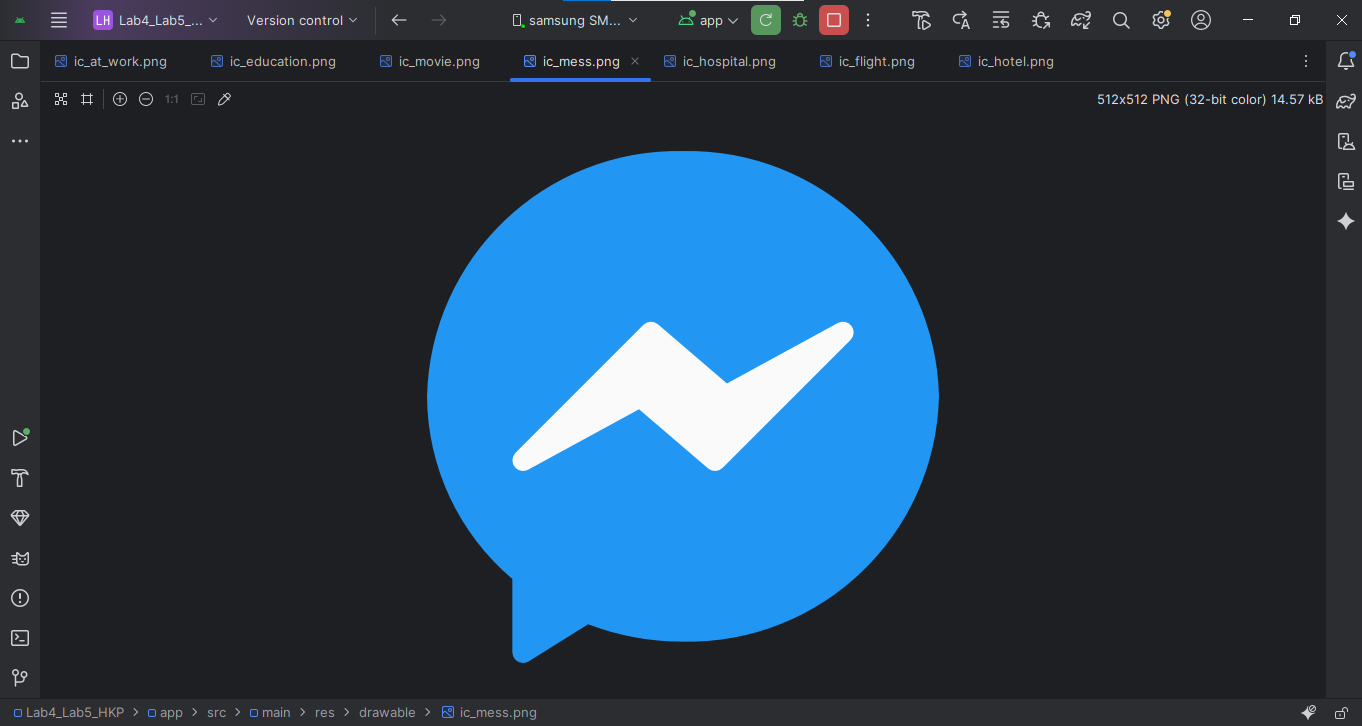 LH Lab4_Lab5_... Version control samsung SM... app
ic_at_work.png ic_education.png ic_movie.png ic_mess.png ic_hospital.png ic_flight.png ic_hotel.png
1:1 512x512 PNG (32-bit color) 14.57 kB
Lab4_Lab5_HKP > app > src > main > res > drawable > ic_mess.png